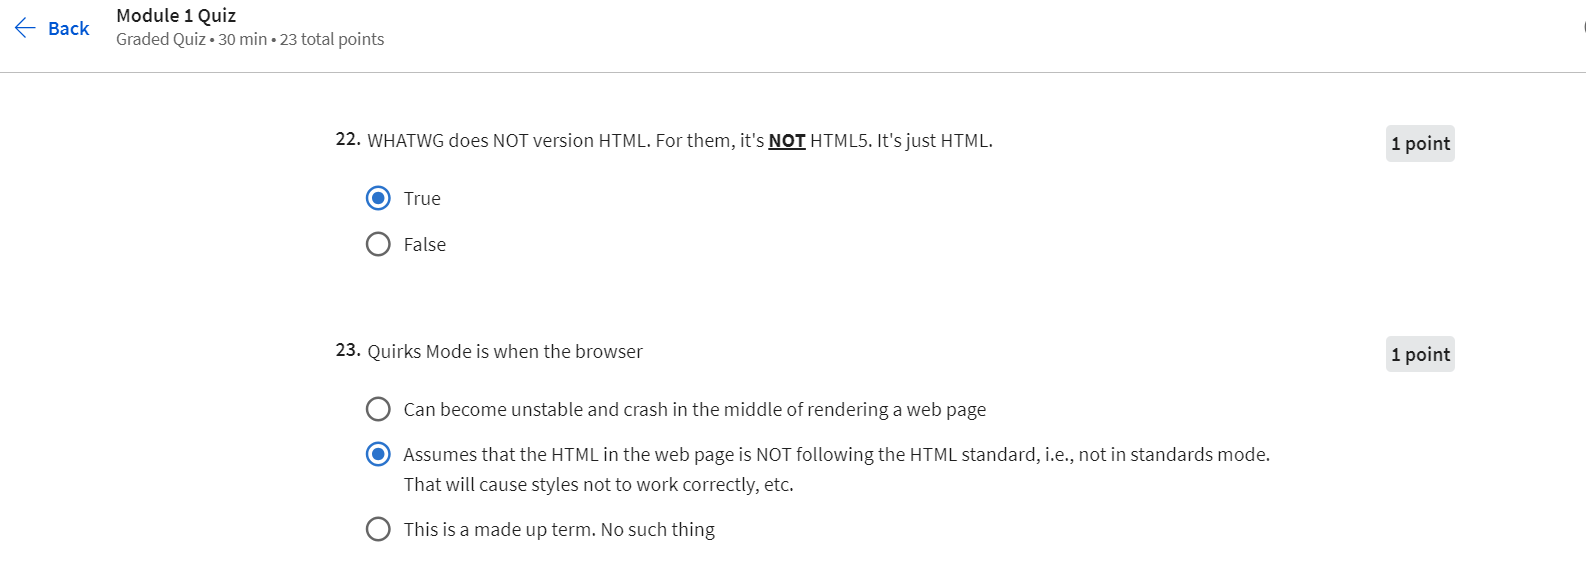 Back
Module 1 Quiz
Graded Quiz • 30 min • 23 total points
22. WHATWG does NOT version HTML. For them, it's NOT HTML5. It's just HTML.
1 point
True
False
23. Quirks Mode is when the browser
1 point
Can become unstable and crash in the middle of rendering a web page
Assumes that the HTML in the web page is NOT following the HTML standard, i.e., not in standards mode.
That will cause styles not to work correctly, etc.
This is a made up term. No such thing